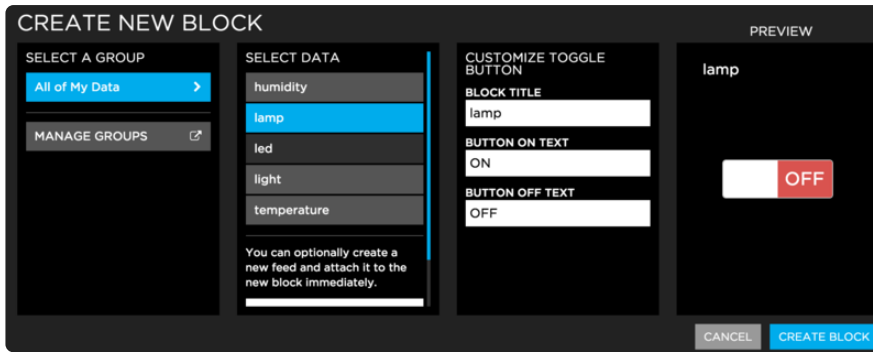 CREATE NEW BLOCK
SELECT A GROUP
All of My Data
MANAGE GROUPS
SELECT DATA
humidity
lamp
led
light
temperature
You can optionally create a
new feed and attach it to the
new block immediately.
CUSTOMIZE TOGGLE
BUTTON
BLOCK TITLE
lamp
BUTTON ON TEXT
ON
BUTTON OFF TEXT
OFF
PREVIEW
lamp
OFF
CANCEL
CREATE BLOCK